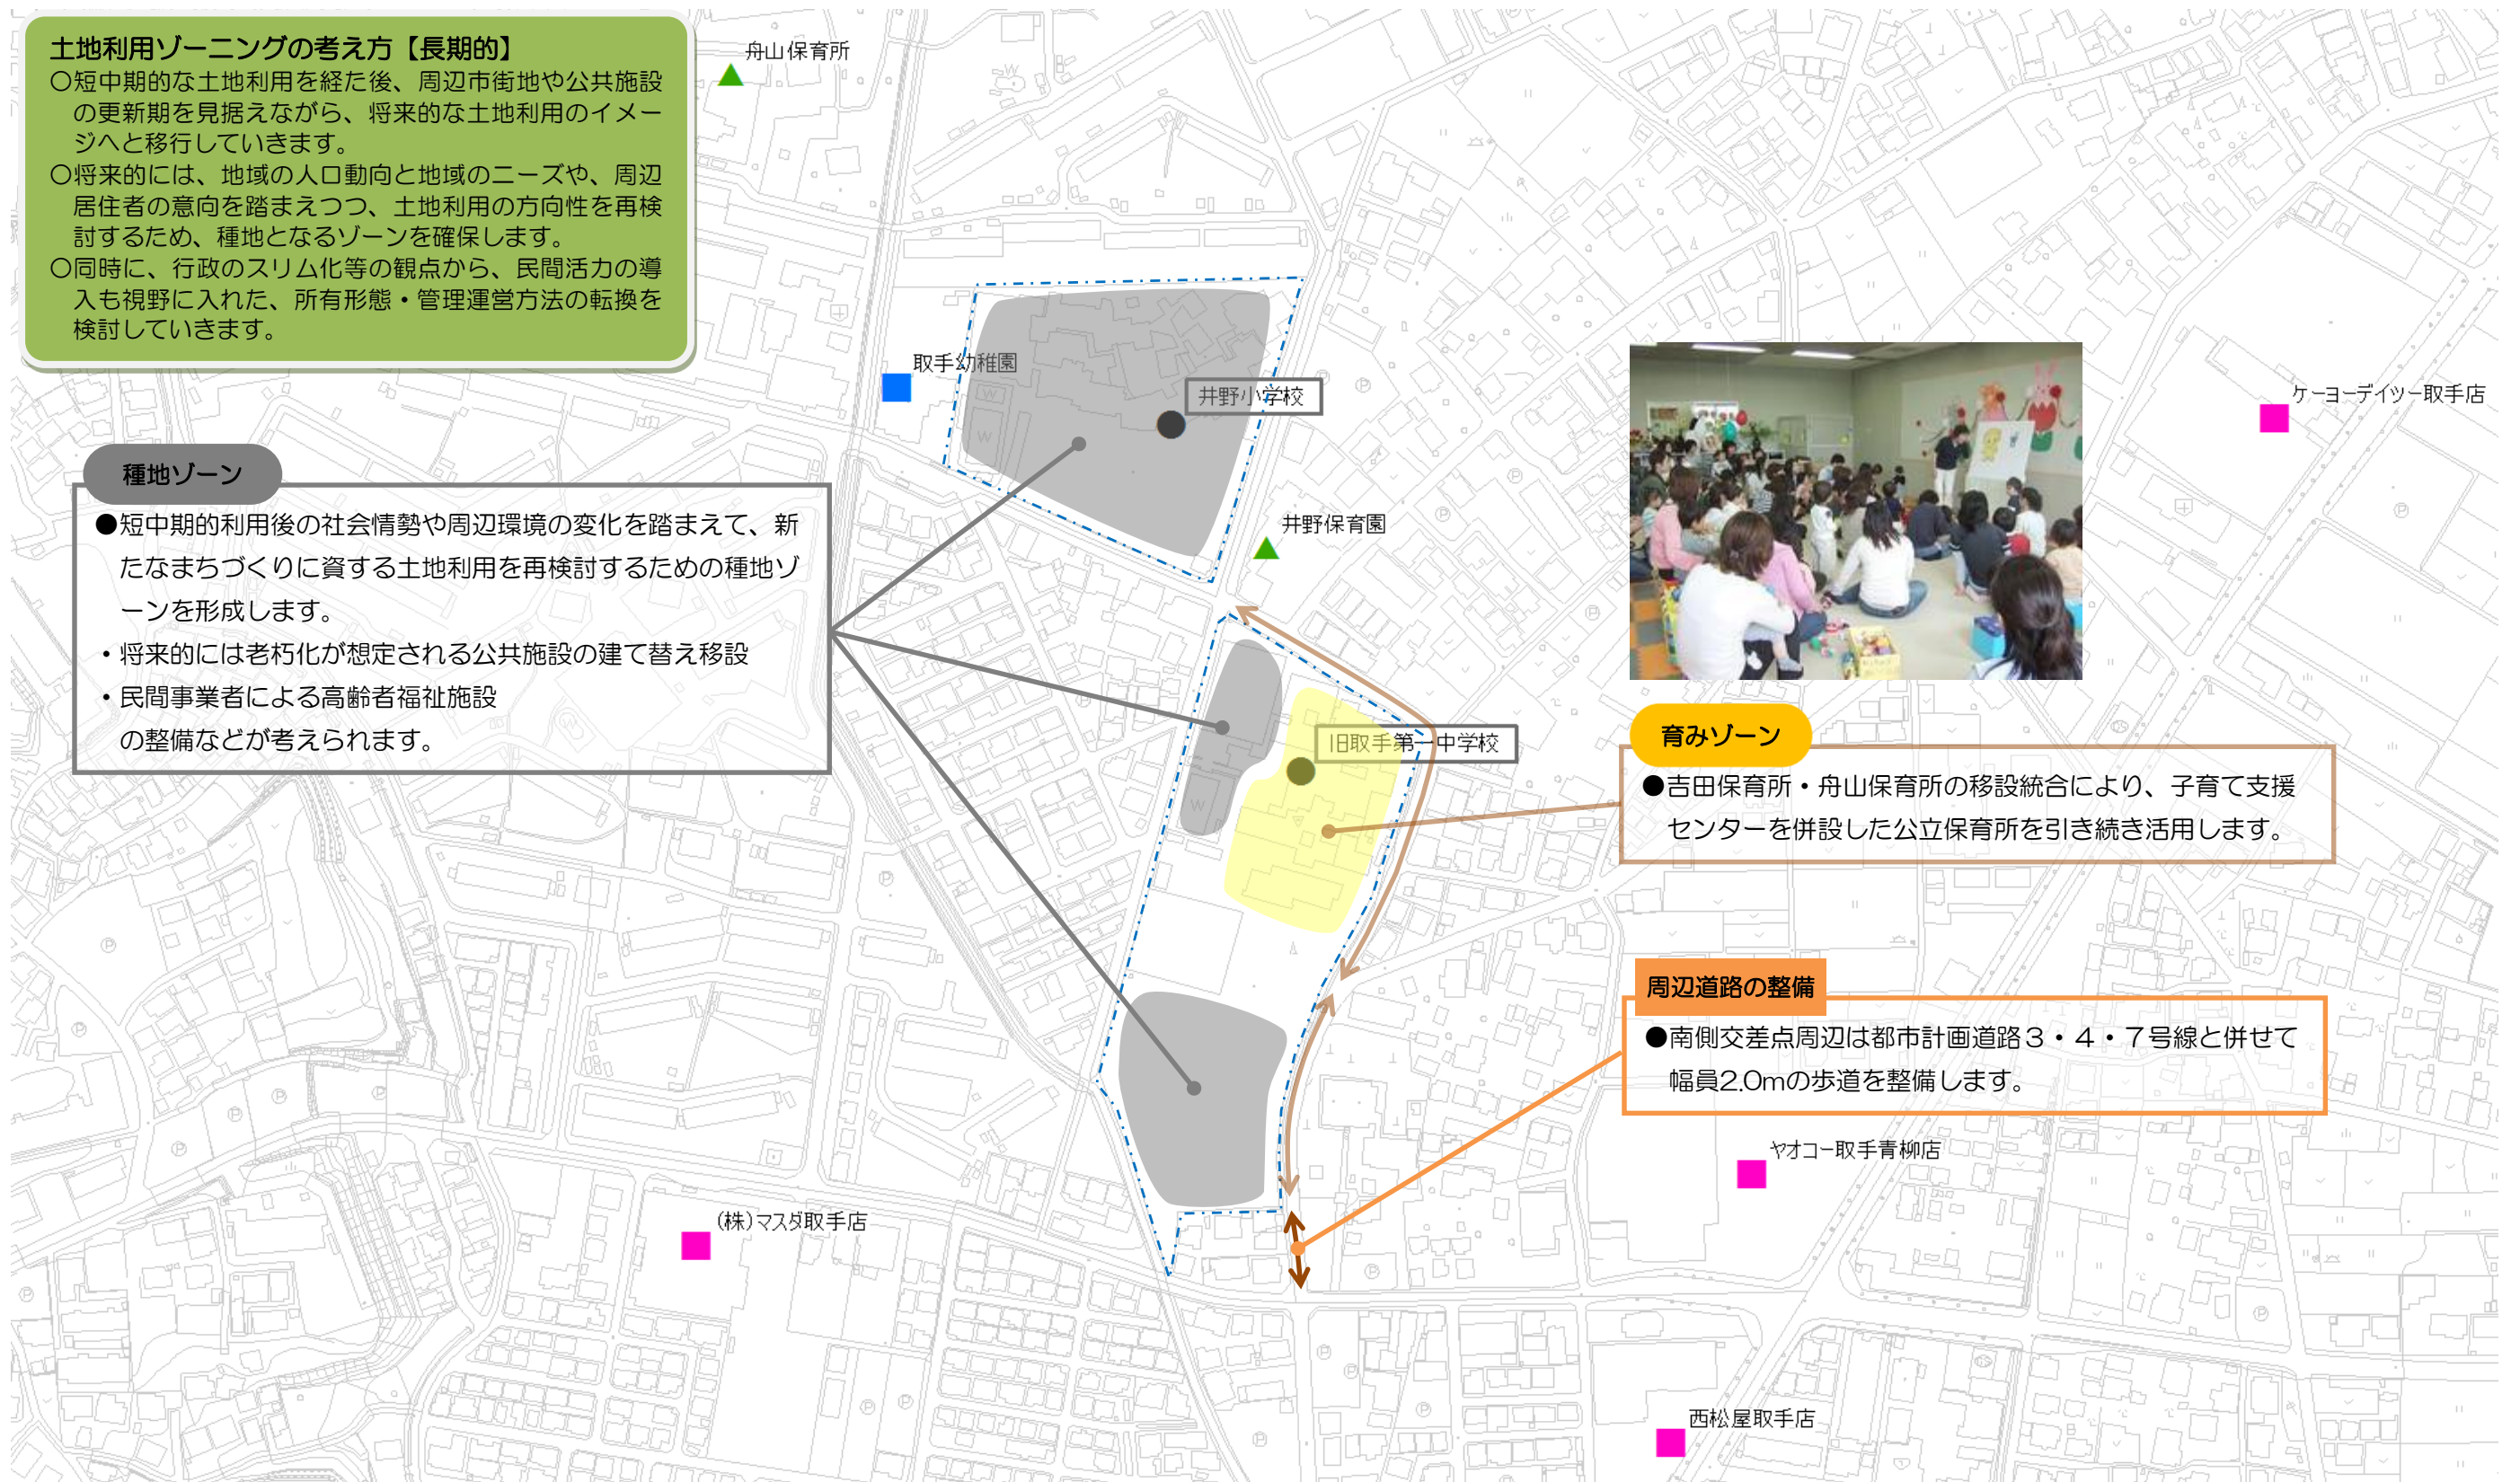 土地利用ゾーニングの考え方【長期的】
○短中期的な土地利用を経た後、周辺市街地や公共施設
の更新期を見据えながら、将来的な土地利用のイメー
ジへと移行していきます。
○将来的には、地域の人口動向と地域のニーズや、周辺
居住者の意向を踏まえつつ、土地利用の方向性を再検
討するため、種地となるゾーンを確保します。
○同時に、行政のスリム化等の観点から、民間活力の導
入も視野に入れた、所有形態・管理運営方法の転換を
検討していきます。
舟山保育所
取手幼稚園
井野小学校
ケーヨーデイツー取手店
種地ゾーン
●短中期的利用後の社会情勢や周辺環境の変化を踏まえて、新
たなまちづくりに資する土地利用を再検討するための種地ゾ
ーンを形成します。
・将来的には老朽化が想定される公共施設の建て替え移設
・民間事業者による高齢者福祉施設
の整備などが考えられます。
井野保育園
旧取手第一中学校
育みゾーン
●吉田保育所・舟山保育所の移設統合により、子育て支援
センターを併設した公立保育所を引き続き活用します。
周辺道路の整備
●南側交差点周辺は都市計画道路３・４・７号線と併せて
幅員2.0mの歩道を整備します。
ヤオコー取手青柳店
(株)マスダ取手店
西松屋取手店